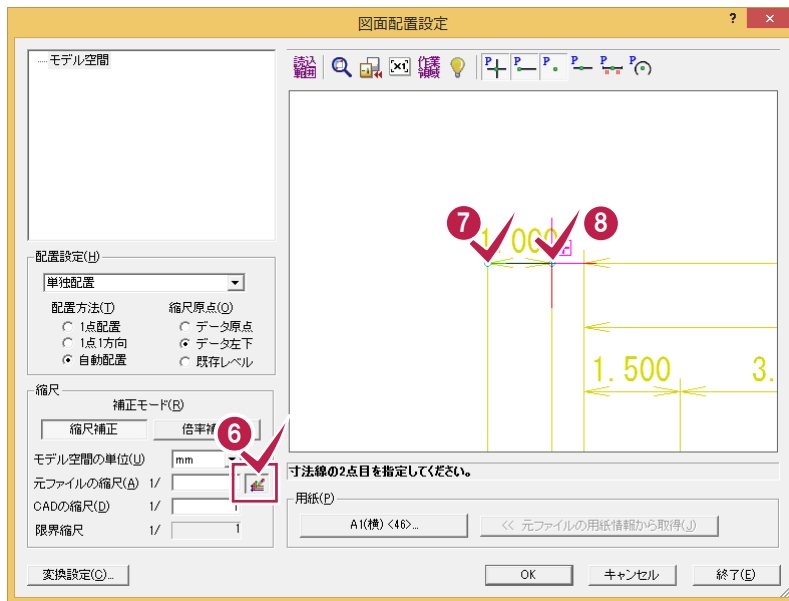 図面配置設定
? ×
モデル空間
読込範囲 [×1] 作業領域 P P P P P P
配置設定(H)
単独配置
配置方法(T) 縮尺原点(O)
1点配置 データ原点
1点1方向 データ左下
自動配置 既存レベル
縮尺
補正モード(R)
縮尺補正 倍率補
モデル空間の単位(U) mm
元ファイルの縮尺(A) 1/
CADの縮尺(D) 1/ 1
限界縮尺 1/ 1
変換設定(C)...
6
7 8
1.000
1.500 3.
寸法線の2点目を指定してください。
用紙(P)
A1(横) <46>... << 元ファイルの用紙情報から取得(J)
OK キャンセル 終了(E)